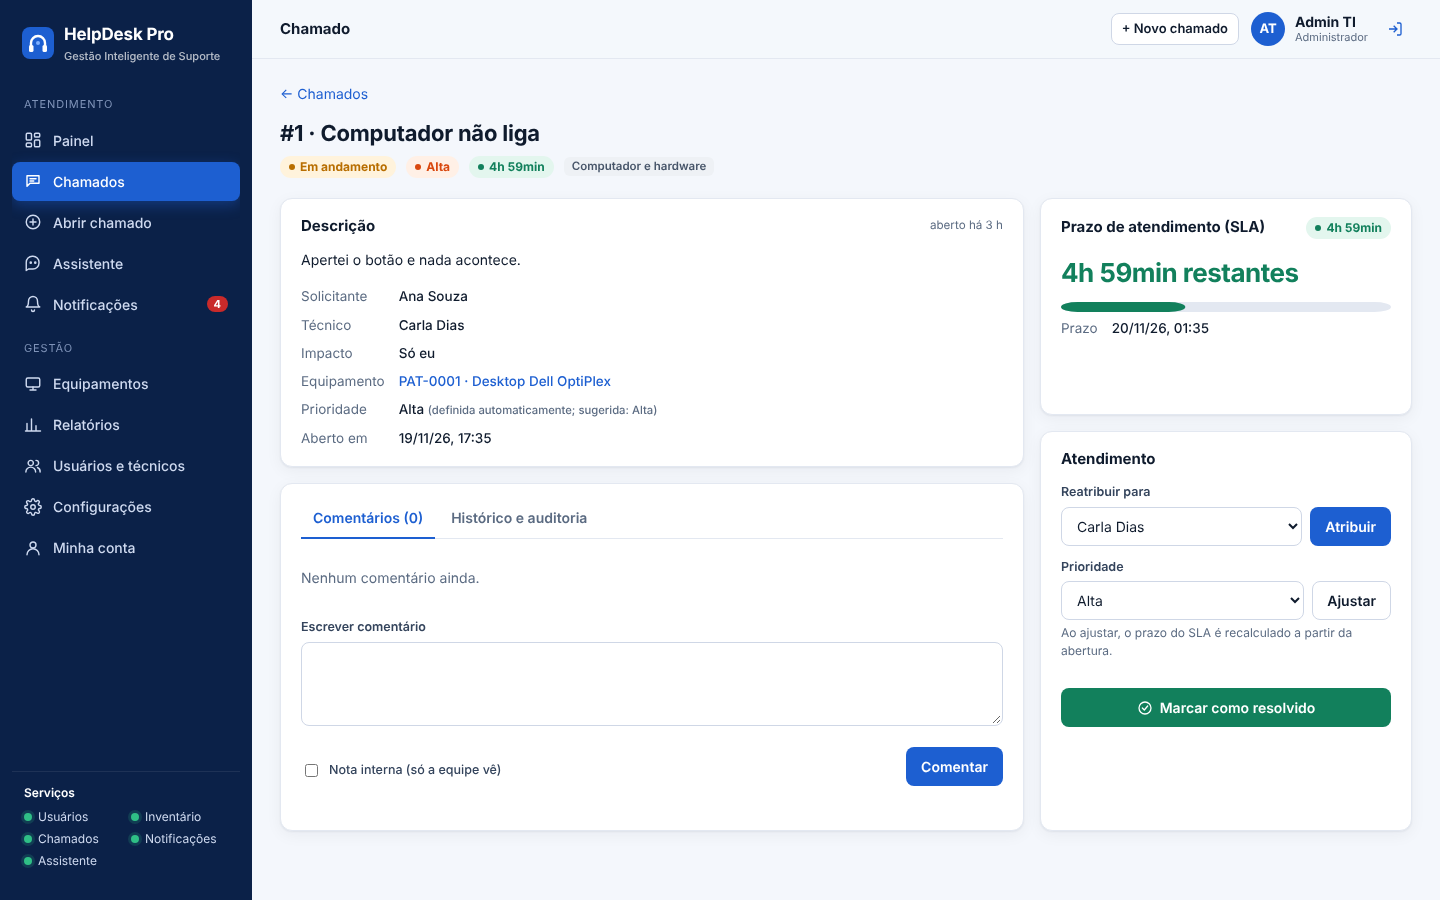 HelpDesk Pro
Gestão Inteligente de Suporte
ATENDIMENTO
Painel
Chamados
Abrir chamado
Assistente
Notificações 4
GESTÃO
Equipamentos
Relatórios
Usuários e técnicos
Configurações
Minha conta
Serviços
Usuários Inventário
Chamados Notificações
Assistente
Chamado
+ Novo chamado
AT
Admin TI
Administrador
← Chamados
#1 · Computador não liga
Em andamento Alta 4h 59min Computador e hardware
Descrição aberto há 3 h
Apertei o botão e nada acontece.
Solicitante Ana Souza
Técnico Carla Dias
Impacto Só eu
Equipamento PAT-0001 · Desktop Dell OptiPlex
Prioridade Alta (definida automaticamente; sugerida: Alta)
Aberto em 19/11/26, 17:35
Comentários (0) Histórico e auditoria
Nenhum comentário ainda.
Escrever comentário
Nota interna (só a equipe vê)
Comentar
Prazo de atendimento (SLA) 4h 59min
4h 59min restantes
Prazo 20/11/26, 01:35
Atendimento
Reatribuir para
Carla Dias Atribuir
Prioridade
Alta Ajustar
Ao ajustar, o prazo do SLA é recalculado a partir da
abertura.
Marcar como resolvido